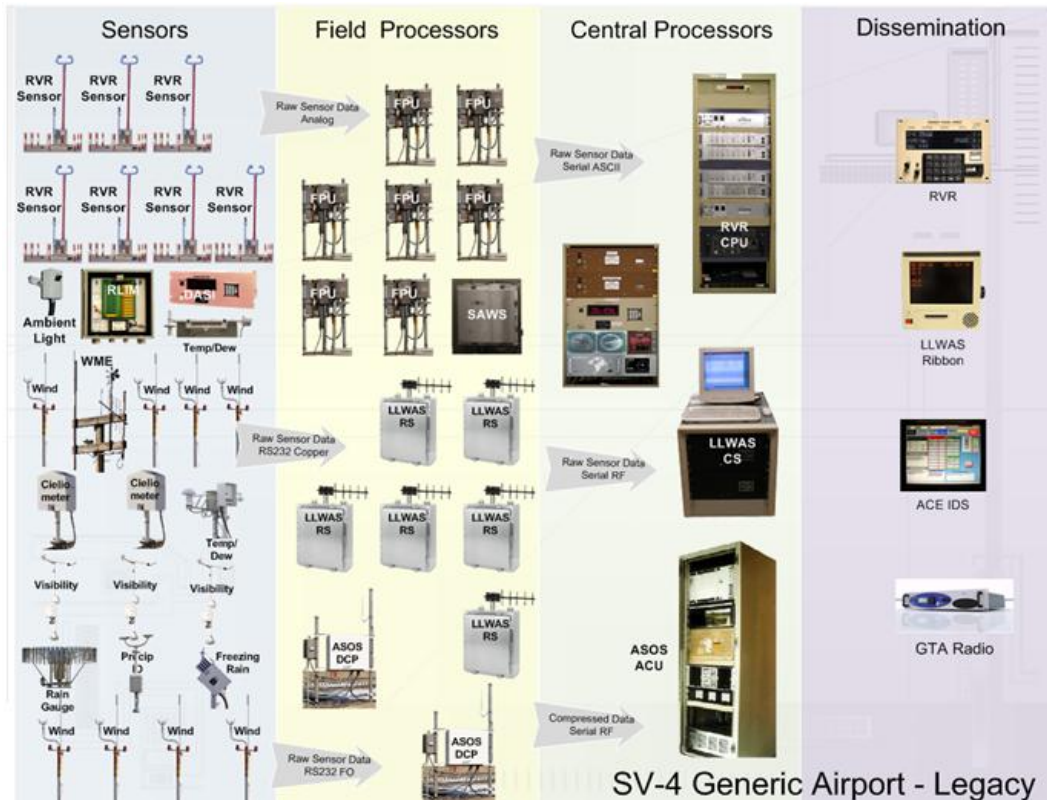 Sensors
Field Processors
Central Processors
Dissemination
RVR
Sensor
RVR
Sensor
RVR
Sensor
Raw Sensor Data
Analog
FPU
FPU
Raw Sensor Data
Serial ASCII
RVR
Sensor
RVR
Sensor
RVR
Sensor
RVR
Sensor
FPU
FPU
FPU
RVR
CPU
RVR
Ambient
Light
RLIM
DASI
Temp/Dew
FPU
FPU
SAWS
LLWAS
Ribbon
Wind
WME
Wind
Wind
Wind
Raw Sensor Data
RS232 Copper
LLWAS
RS
LLWAS
RS
Raw Sensor Data
Serial RF
LLWAS
CS
ACE IDS
Cielio
meter
Cielio
meter
Temp/
Dew
LLWAS
RS
LLWAS
RS
LLWAS
RS
Visibility
Visibility
Visibility
LLWAS
RS
GTA Radio
Rain
Gauge
Precip
ID
Freezing
Rain
ASOS
DCP
ASOS
ACU
Wind
Wind
Wind
Wind
Raw Sensor Data
RS232 FO
ASOS
DCP
Compressed Data
Serial RF
SV-4 Generic Airport - Legacy